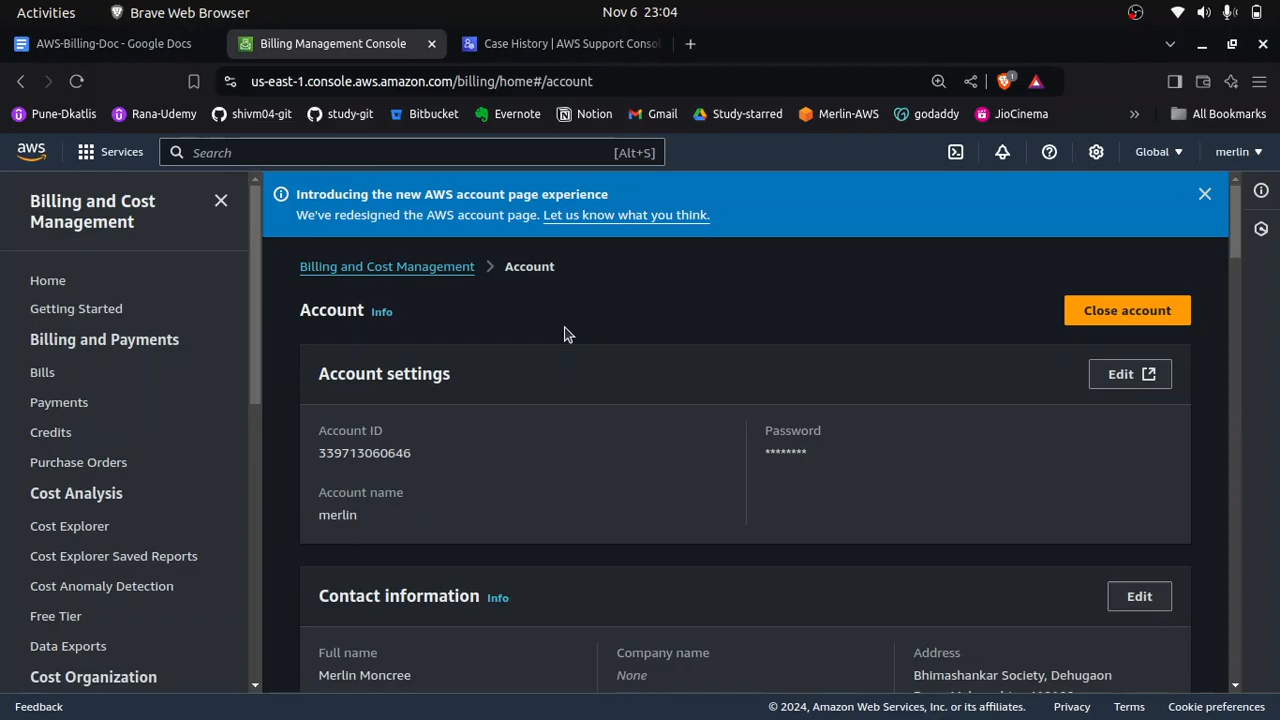 Activities
Brave Web Browser
Nov 6 23:04
AWS-Billing-Doc - Google Docs
Billing Management Console
Case History | AWS Support Consol
us-east-1.console.aws.amazon.com/billing/home#/account
1
Pune-Dkatlis
Rana-Udemy
shivm04-git
study-git
Bitbucket
Evernote
Notion
Gmail
Study-starred
Merlin-AWS
godaddy
JioCinema
All Bookmarks
aws
Services
Search
[Alt+S]
Global
merlin
Billing and Cost
Management
Home
Getting Started
Billing and Payments
Bills
Payments
Credits
Purchase Orders
Cost Analysis
Cost Explorer
Cost Explorer Saved Reports
Cost Anomaly Detection
Free Tier
Data Exports
Cost Organization
Introducing the new AWS account page experience
We've redesigned the AWS account page. Let us know what you think.
Billing and Cost Management > Account
Account Info
Close account
Account settings
Edit
Account ID
339713060646
Password
********
Account name
merlin
Contact information Info
Edit
Full name
Merlin Moncree
Company name
None
Address
Bhimashankar Society, Dehugaon
Feedback
© 2024, Amazon Web Services, Inc. or its affiliates.
Privacy
Terms
Cookie preferences